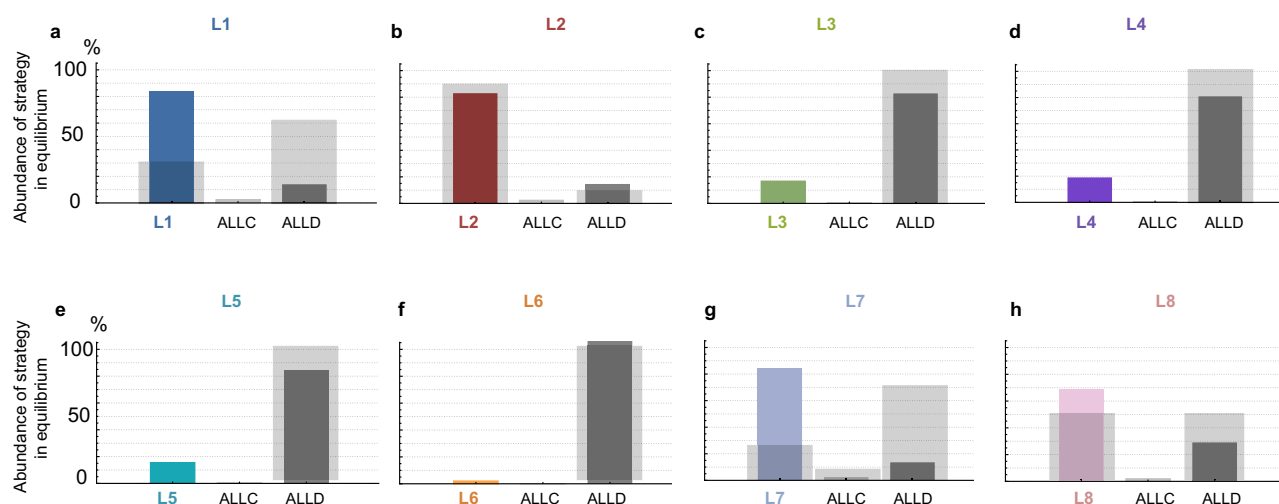 a L1 b L2 c L3 d L4
Abundance of strategy
in equilibrium
%
100
50
0
L1 ALLC ALLD L2 ALLC ALLD L3 ALLC ALLD L4 ALLC ALLD
e L5 f L6 g L7 h L8
Abundance of strategy
in equilibrium
%
100
50
0
L5 ALLC ALLD L6 ALLC ALLD L7 ALLC ALLD L8 ALLC ALLD